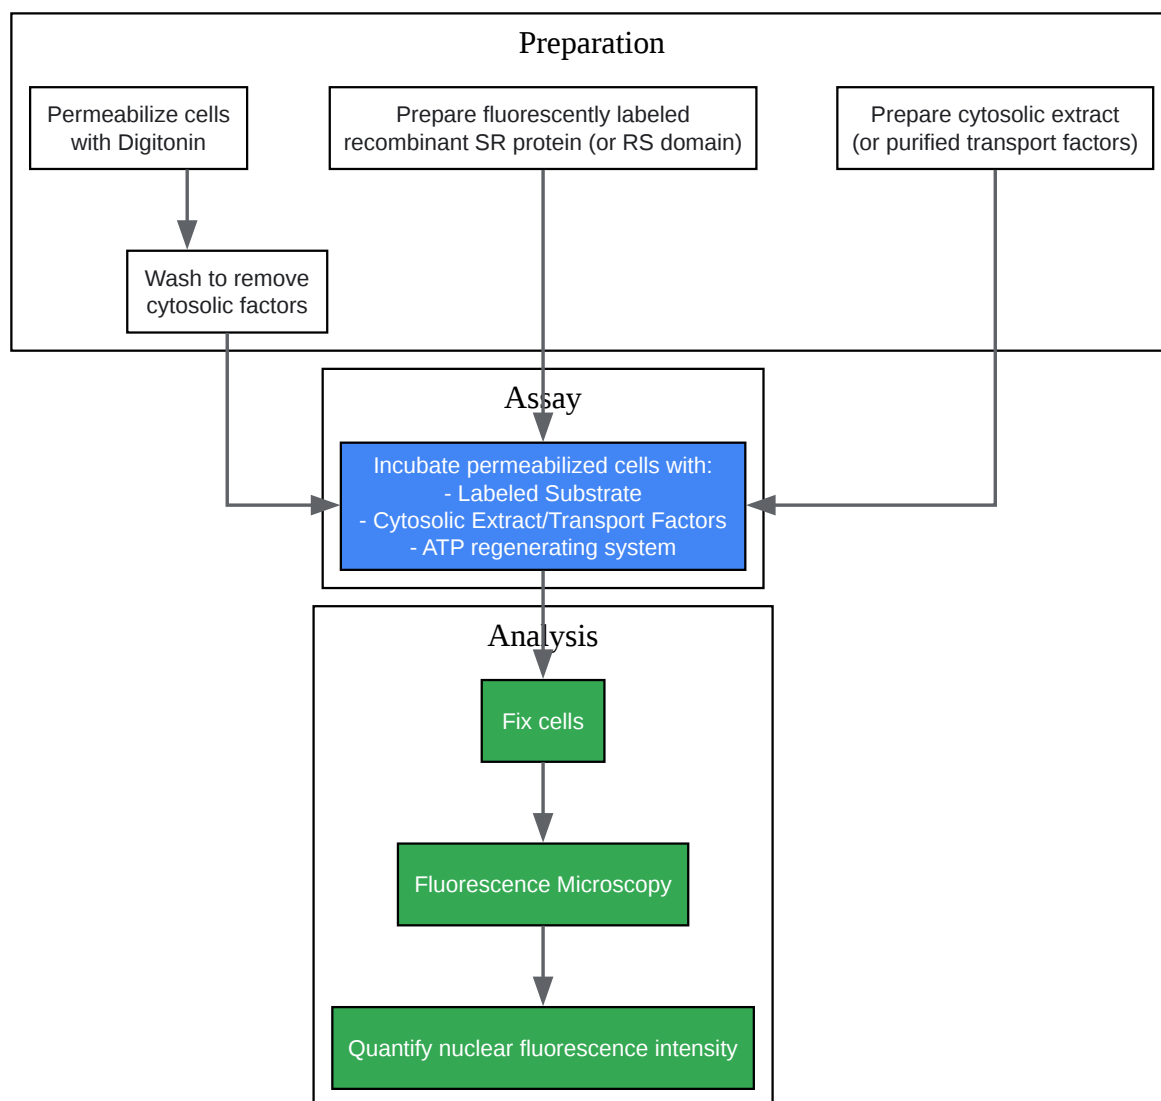 Preparation
Permeabilize cells
with Digitonin
Prepare fluorescently labeled
recombinant SR protein (or RS domain)
Prepare cytosolic extract
(or purified transport factors)
Wash to remove
cytosolic factors
Assay
Incubate permeabilized cells with:
- Labeled Substrate
- Cytosolic Extract/Transport Factors
- ATP regenerating system
Analysis
Fix cells
Fluorescence Microscopy
Quantify nuclear fluorescence intensity